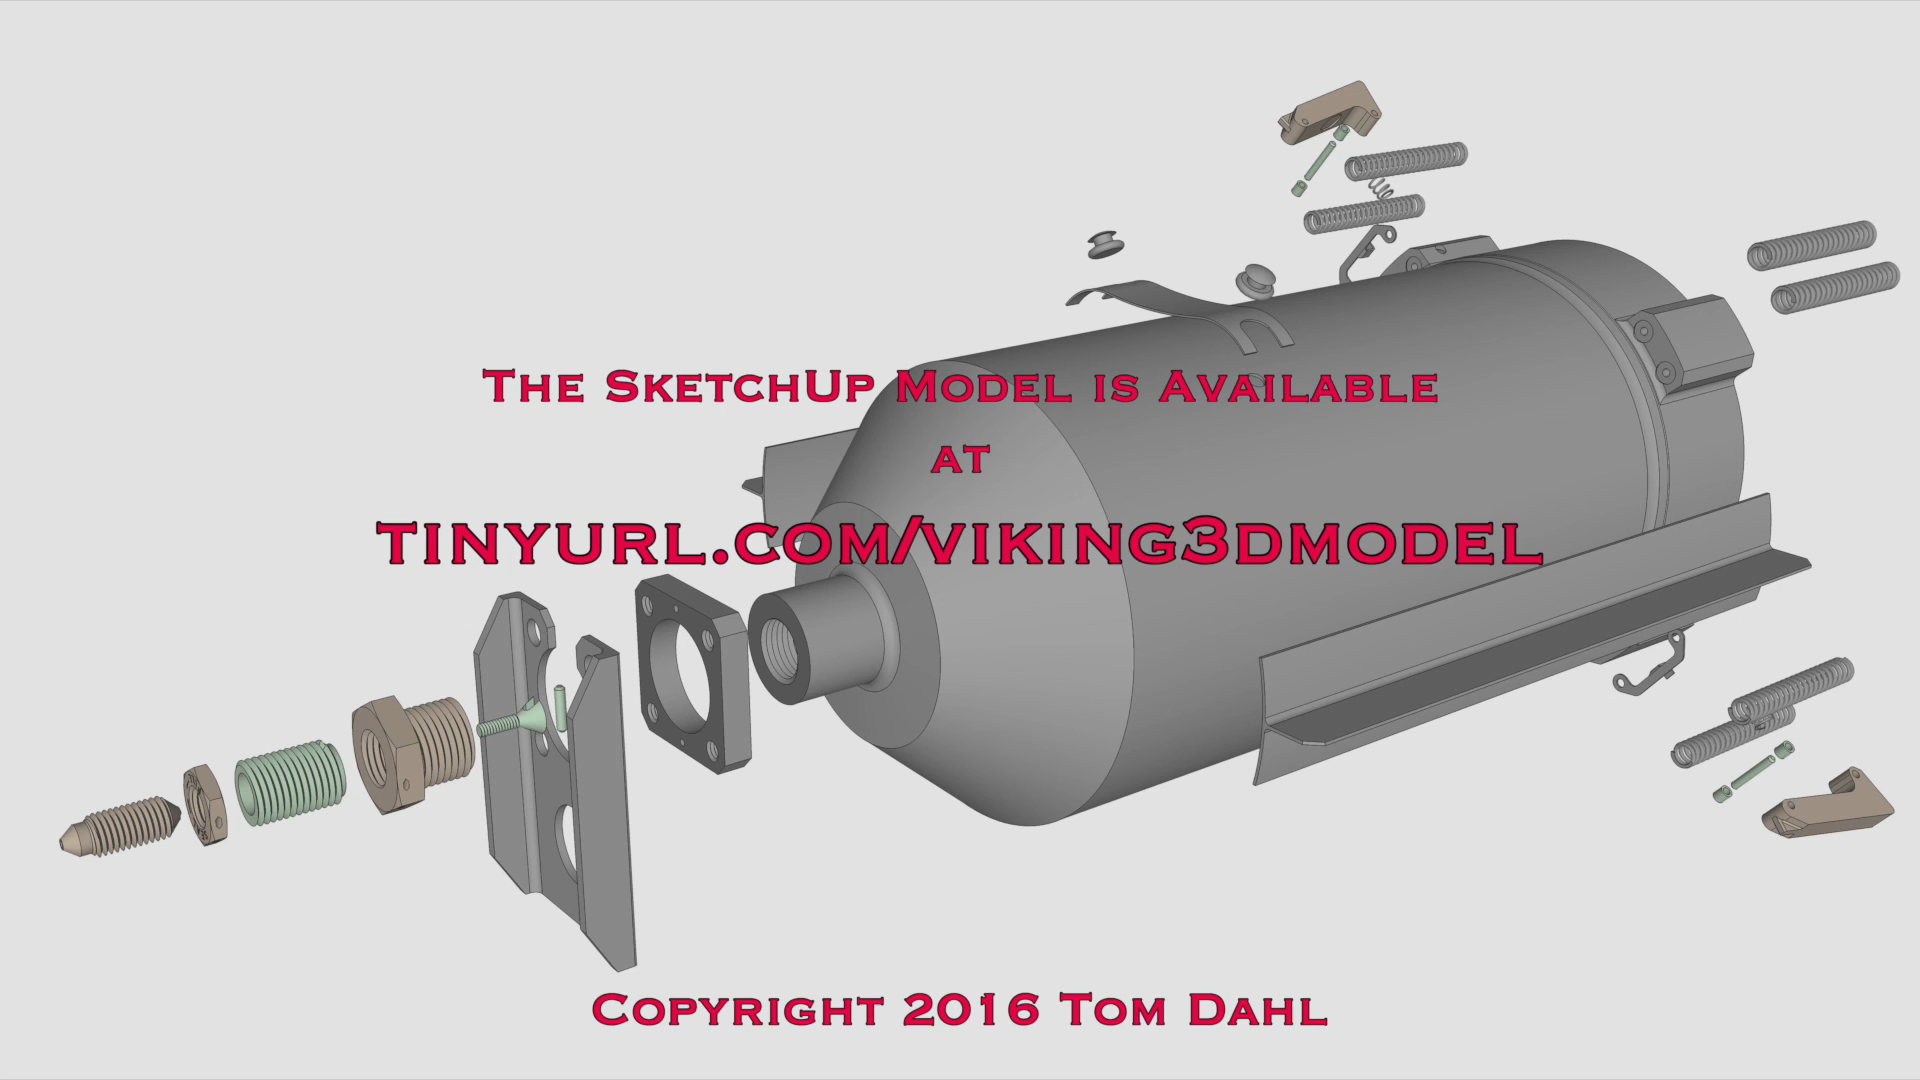 The SketchUp Model is Available
at
tinyurl.com/viking3dmodel
Copyright 2016 Tom Dahl